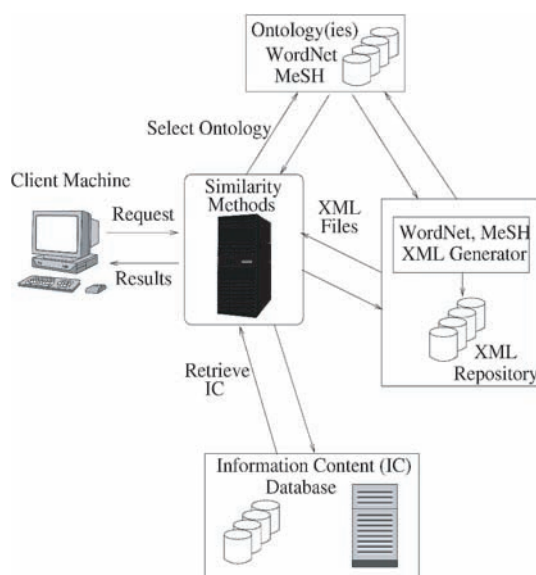 Ontology(ies)
WordNet
MeSH
Select Ontology
Client Machine
Request
Results
Similarity
Methods
XML
Files
WordNet, MeSH
XML Generator
XML
Repository
Retrieve
IC
Information Content (IC)
Database